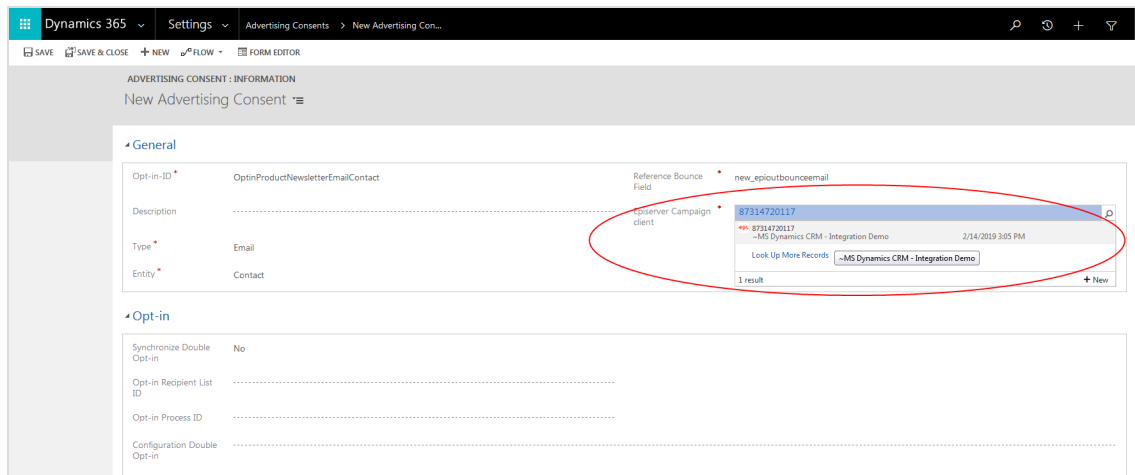 Dynamics 365 Settings Advertising Consents > New Advertising Con...
SAVE SAVE & CLOSE + NEW FLOW FORM EDITOR
ADVERTISING CONSENT : INFORMATION
New Advertising Consent
General
Opt-in-ID * OptinProductNewsletterEmailContact
Reference Bounce * new_epioutbounceemail
Field
Description
Episerver Campaign * 87314720117
client
87314720117
~MS Dynamics CRM - Integration Demo 2/14/2019 3:05 PM
Type * Email
Look Up More Records ~MS Dynamics CRM - Integration Demo
Entity * Contact
1 result + New
Opt-in
Synchronize Double No
Opt-in
Opt-in Recipient List
ID
Opt-in Process ID
Configuration Double
Opt-in